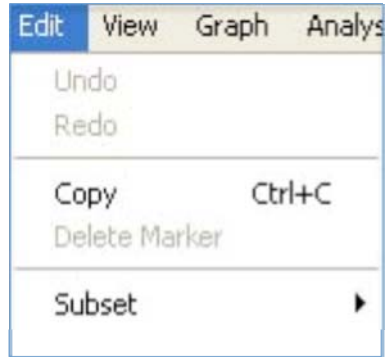 Edit View Graph Analys
Undo
Redo
Copy Ctrl+C
Delete Marker
Subset